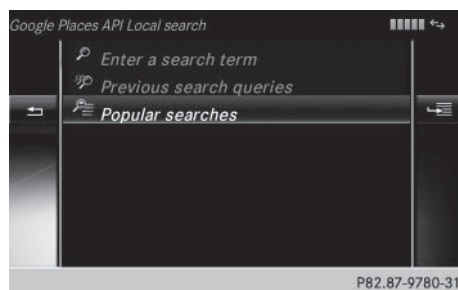 Google Places API Local search
Enter a search term
Previous search queries
Popular searches
P82.87-9780-31